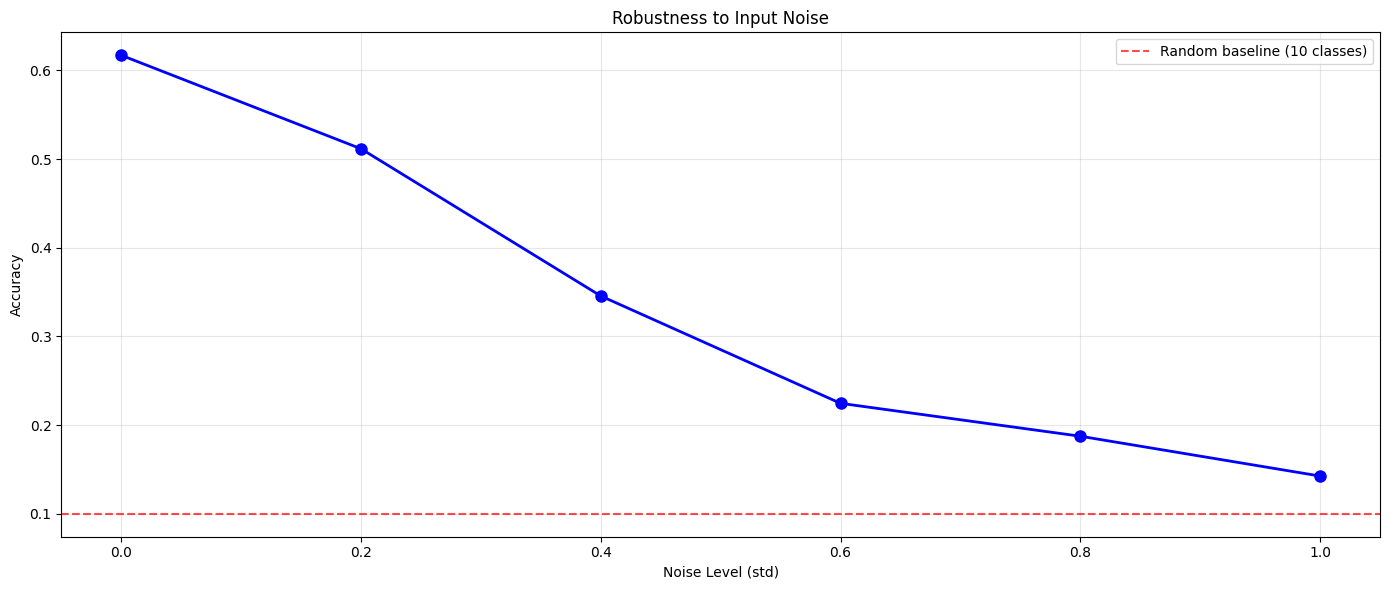 Robustness to Input Noise
Random baseline (10 classes)
Accuracy
0.6
0.5
0.4
0.3
0.2
0.1
0.0 0.2 0.4 0.6 0.8 1.0
Noise Level (std)